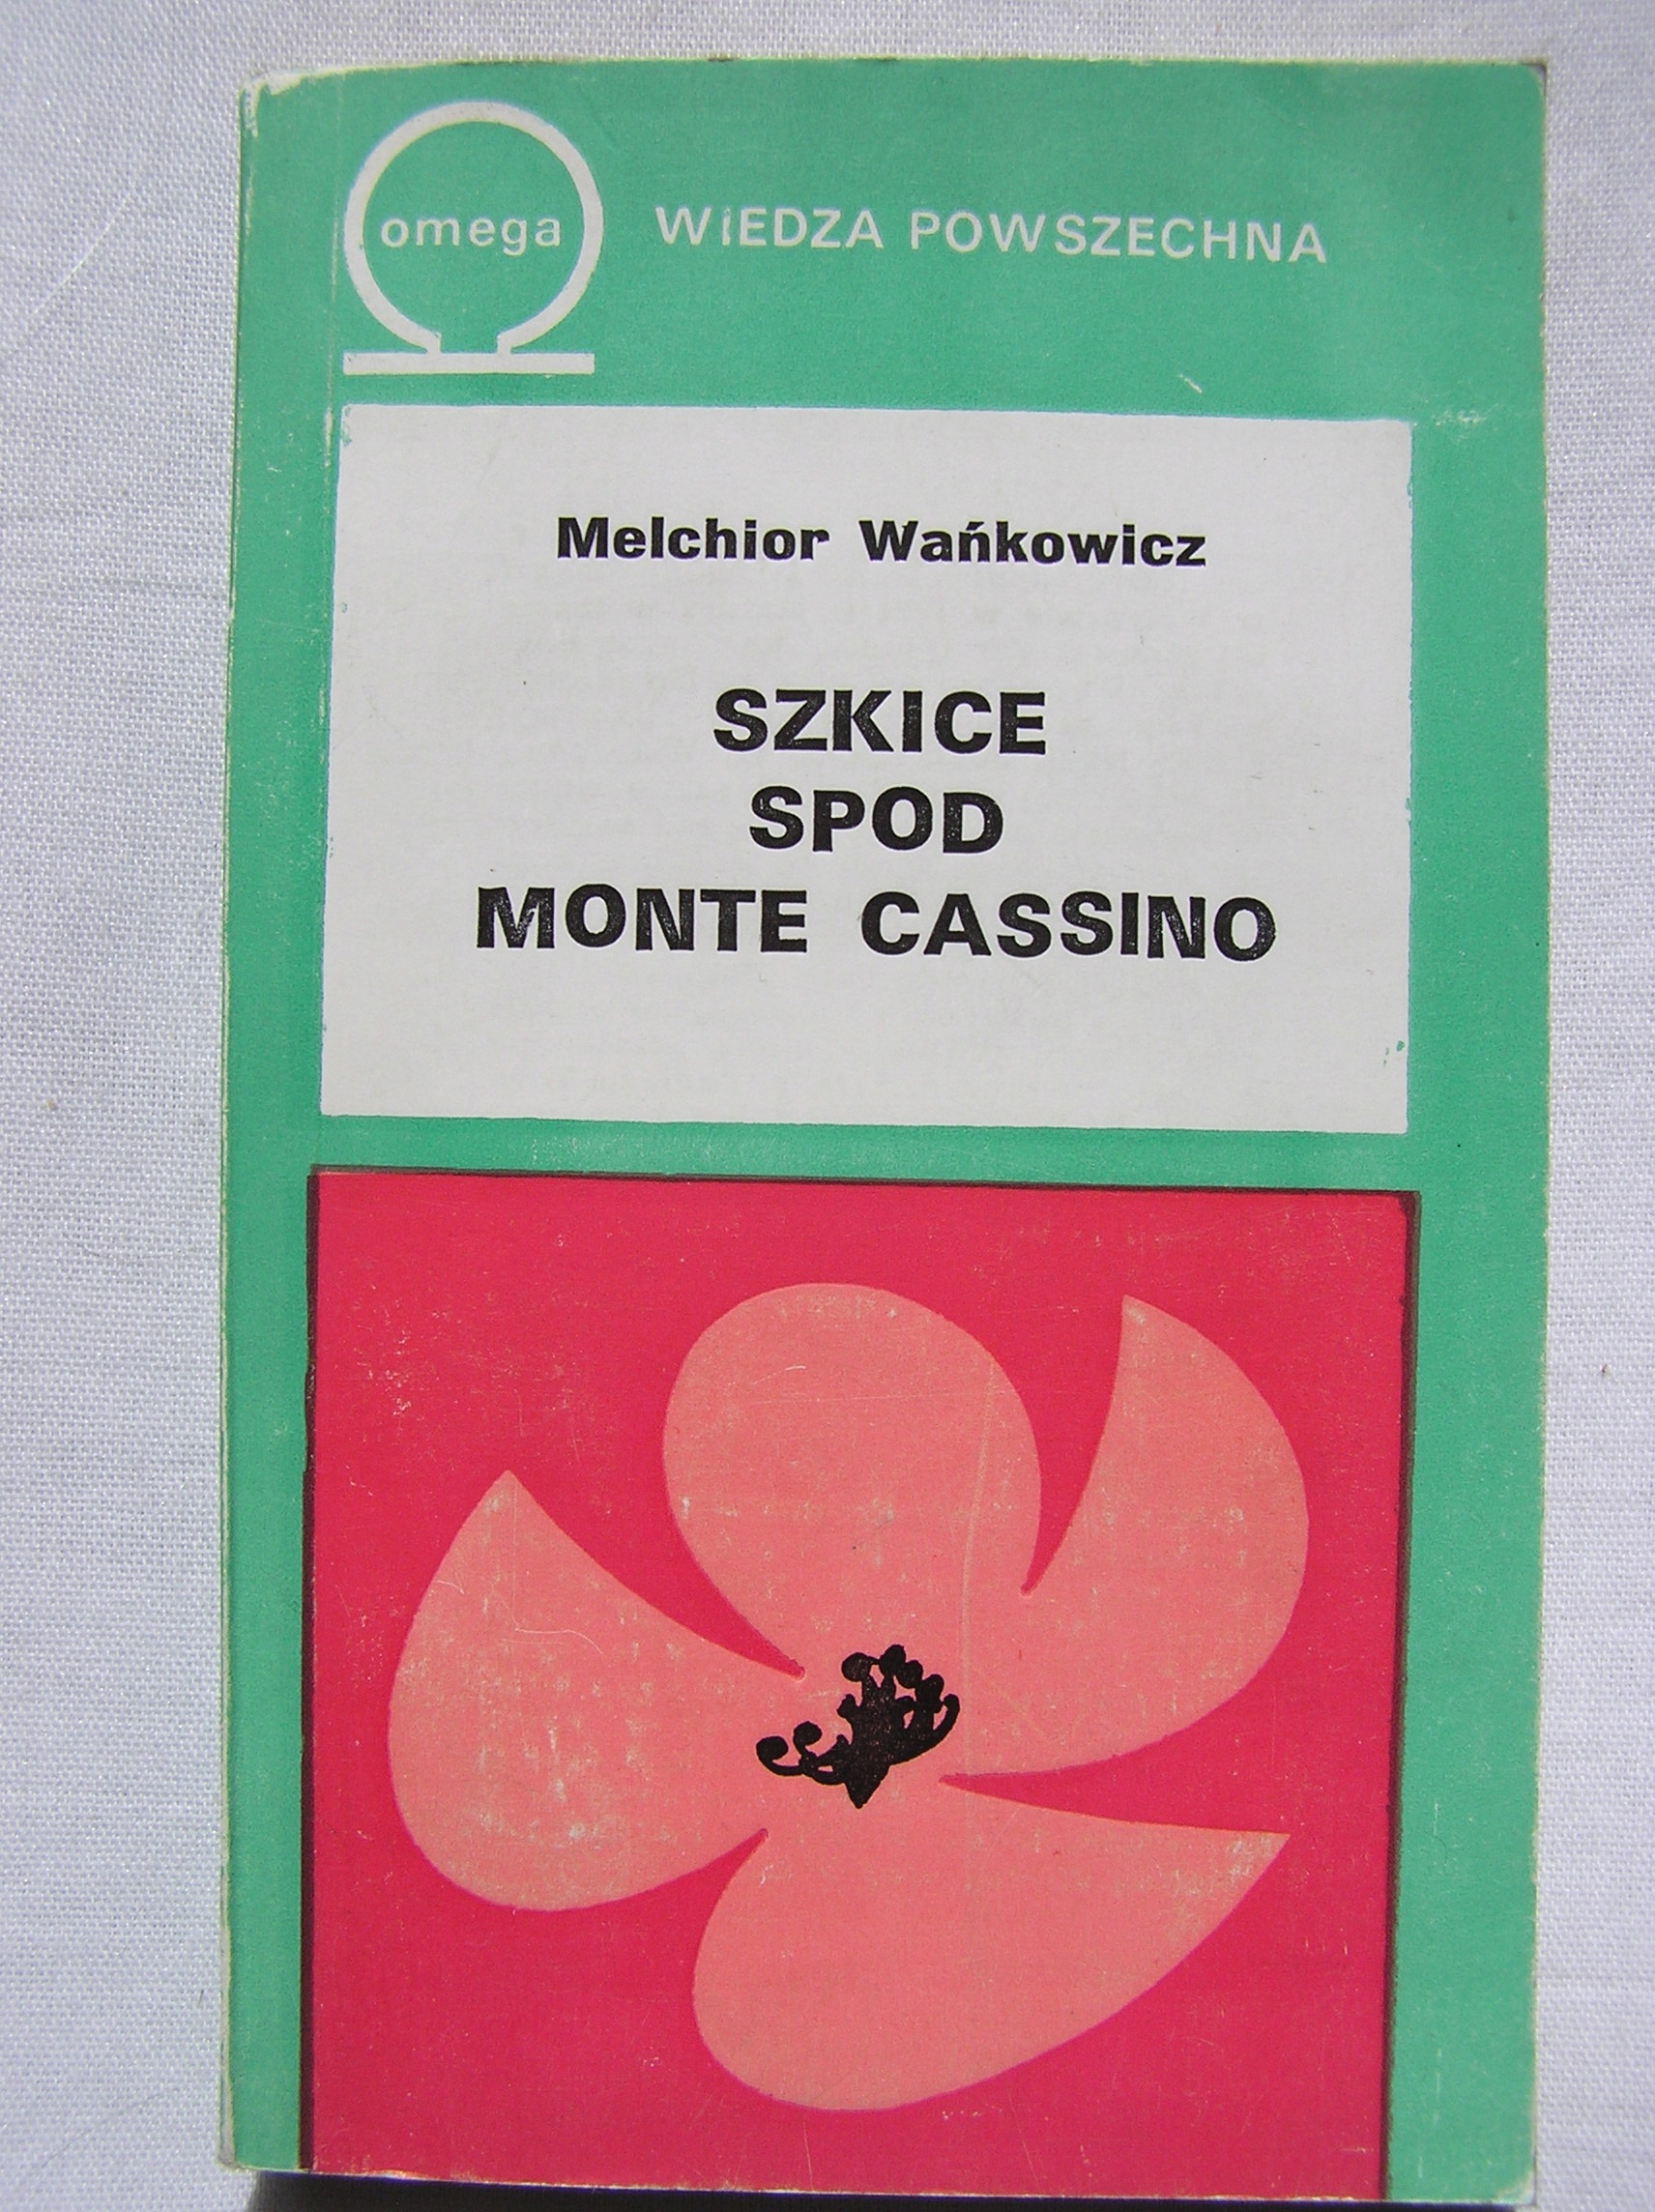 omega
WIEDZA POWSZECHNA
Melchior Wańkowicz
SZKICE
SPOD
MONTE CASSINO